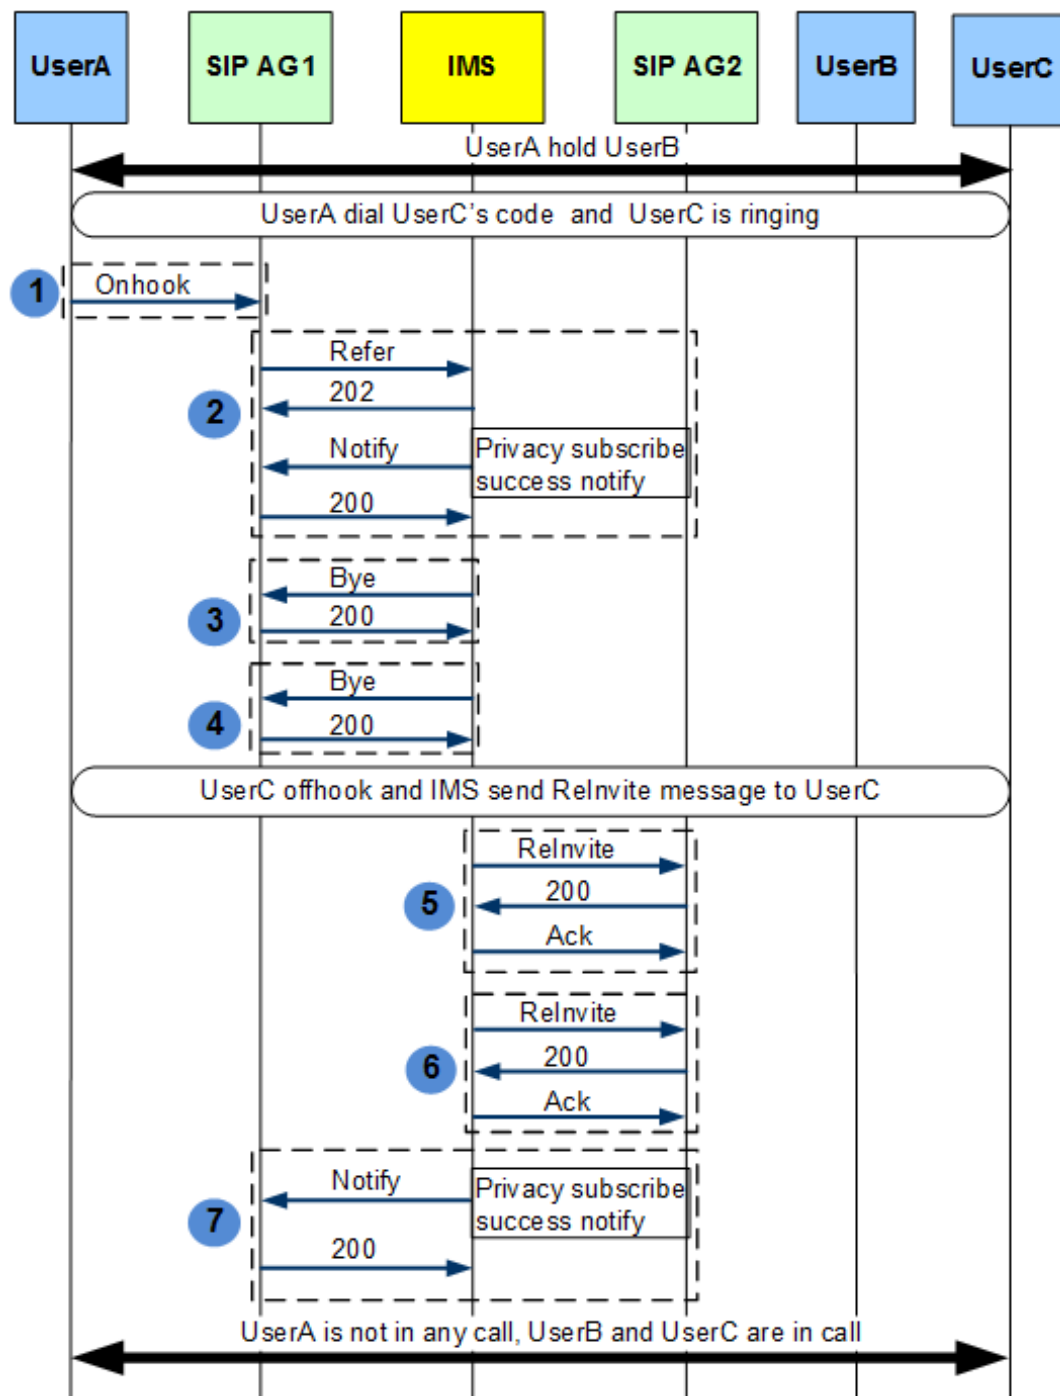 UserA SIP AG1 IMS SIP AG2 UserB UserC
UserA hold UserB
UserA dial UserC's code and UserC is ringing
1 Onhook
Refer
2 202
Notify Privacy subscribe
success notify
200
Bye
3 200
Bye
4 200
UserC offhook and IMS send ReInvite message to UserC
ReInvite
5 200
Ack
ReInvite
6 200
Ack
Notify Privacy subscribe
7 success notify
200
UserA is not in any call, UserB and UserC are in call